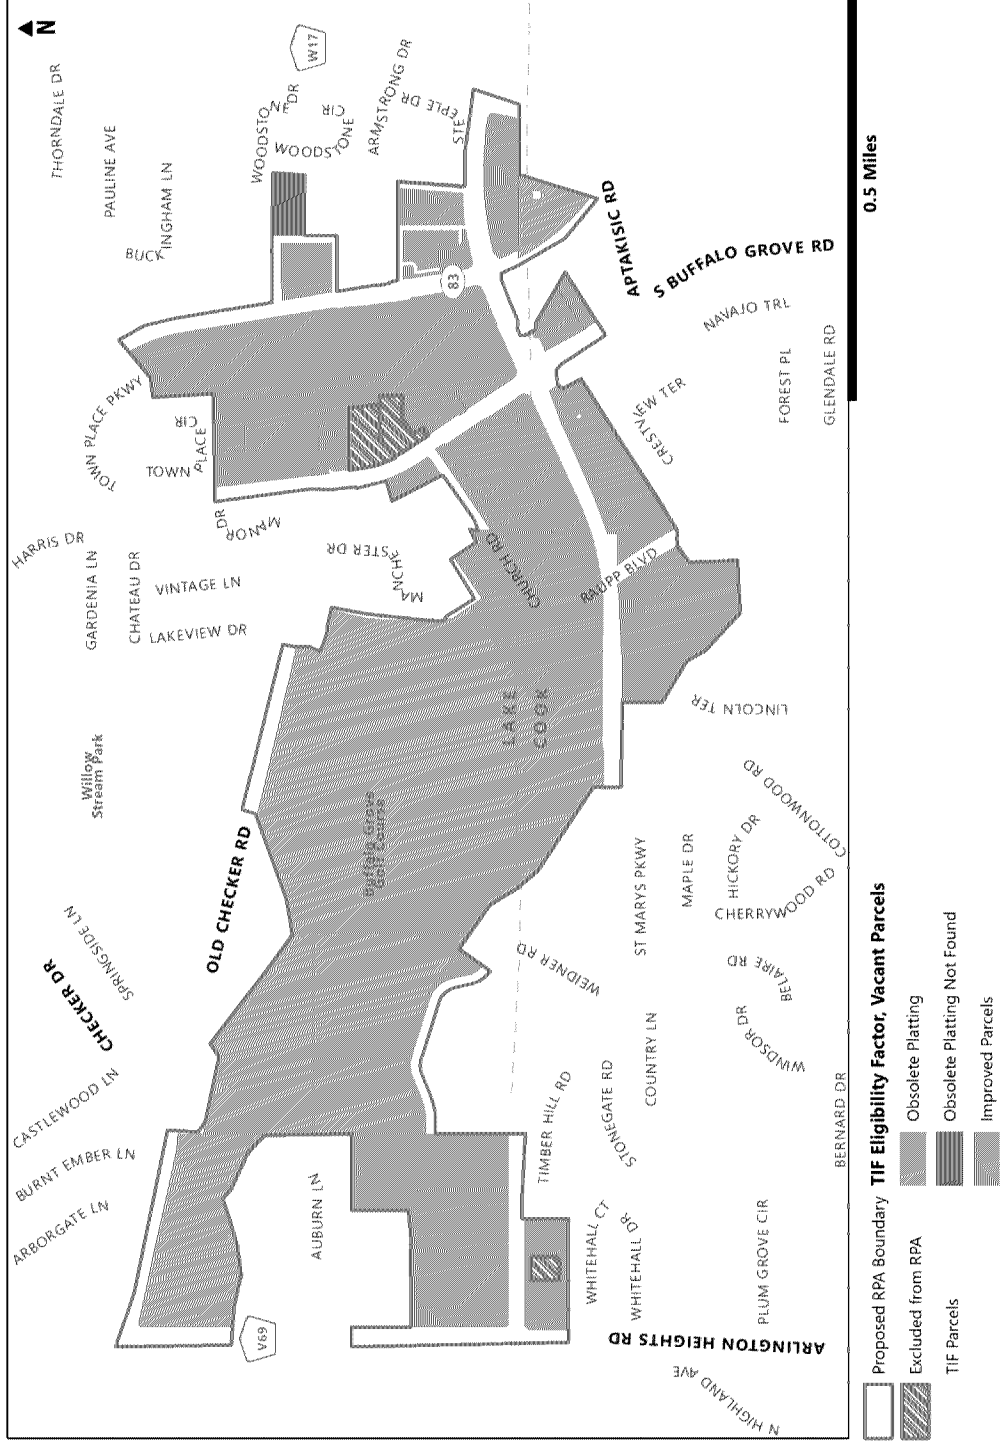 N
THORNDALE DR
PAULINE AVE
BUCKINGHAM LN
WOODSTONE DR
WOODSTONE CIR
W17
ARMSTRONG DR
STEEPLE DR
83
APTAKISIC RD
S BUFFALO GROVE RD
NAVAJO TRL
FOREST PL
GLENDALE RD
CRESTVIEW TER
TOWN PLACE PKWY
TOWN PLACE CIR
HARRIS DR
GARDENIA LN
CHATEAU DR
VINTAGE LN
LAKEVIEW DR
MANOR DR
MANCHESTER DR
CHURCH RD
RAUPP BLVD
LAKE
COOK
LINCOLN TER
Willow
Stream Park
Buffalo Grove
Golf Course
OLD CHECKER RD
CHECKER DR
SPRINGSIDE LN
CASTLEWOOD LN
BURNT EMBER LN
ARBORGATE LN
AUBURN LN
V69
WEIDNER RD
ST MARYS PKWY
MAPLE DR
HICKORY DR
COTTONWOOD RD
CHERRYWOOD RD
BELAIRE RD
WINDSOR DR
COUNTRY LN
STONEGATE RD
TIMBER HILL RD
BERNARD DR
WHITEHALL CT
WHITEHALL DR
PLUM GROVE CIR
ARLINGTON HEIGHTS RD
N HIGHLAND AVE
0.5 Miles
Proposed RPA Boundary
Excluded from RPA
TIF Parcels
TIF Eligibility Factor, Vacant Parcels
Obsolete Platting
Obsolete Platting Not Found
Improved Parcels